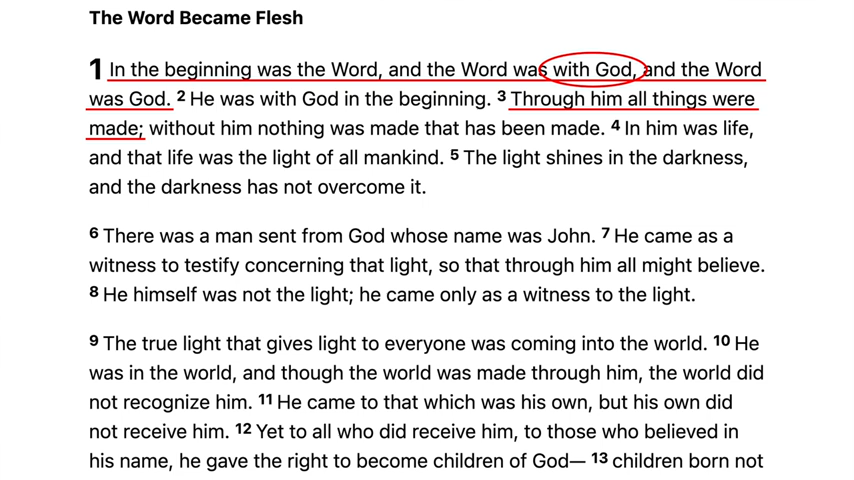 The Word Became Flesh
1 In the beginning was the Word, and the Word was with God, and the Word
was God. 2 He was with God in the beginning. 3 Through him all things were
made; without him nothing was made that has been made. 4 In him was life,
and that life was the light of all mankind. 5 The light shines in the darkness,
and the darkness has not overcome it.
6 There was a man sent from God whose name was John. 7 He came as a
witness to testify concerning that light, so that through him all might believe.
8 He himself was not the light; he came only as a witness to the light.
9 The true light that gives light to everyone was coming into the world. 10 He
was in the world, and though the world was made through him, the world did
not recognize him. 11 He came to that which was his own, but his own did
not receive him. 12 Yet to all who did receive him, to those who believed in
his name, he gave the right to become children of God— 13 children born not